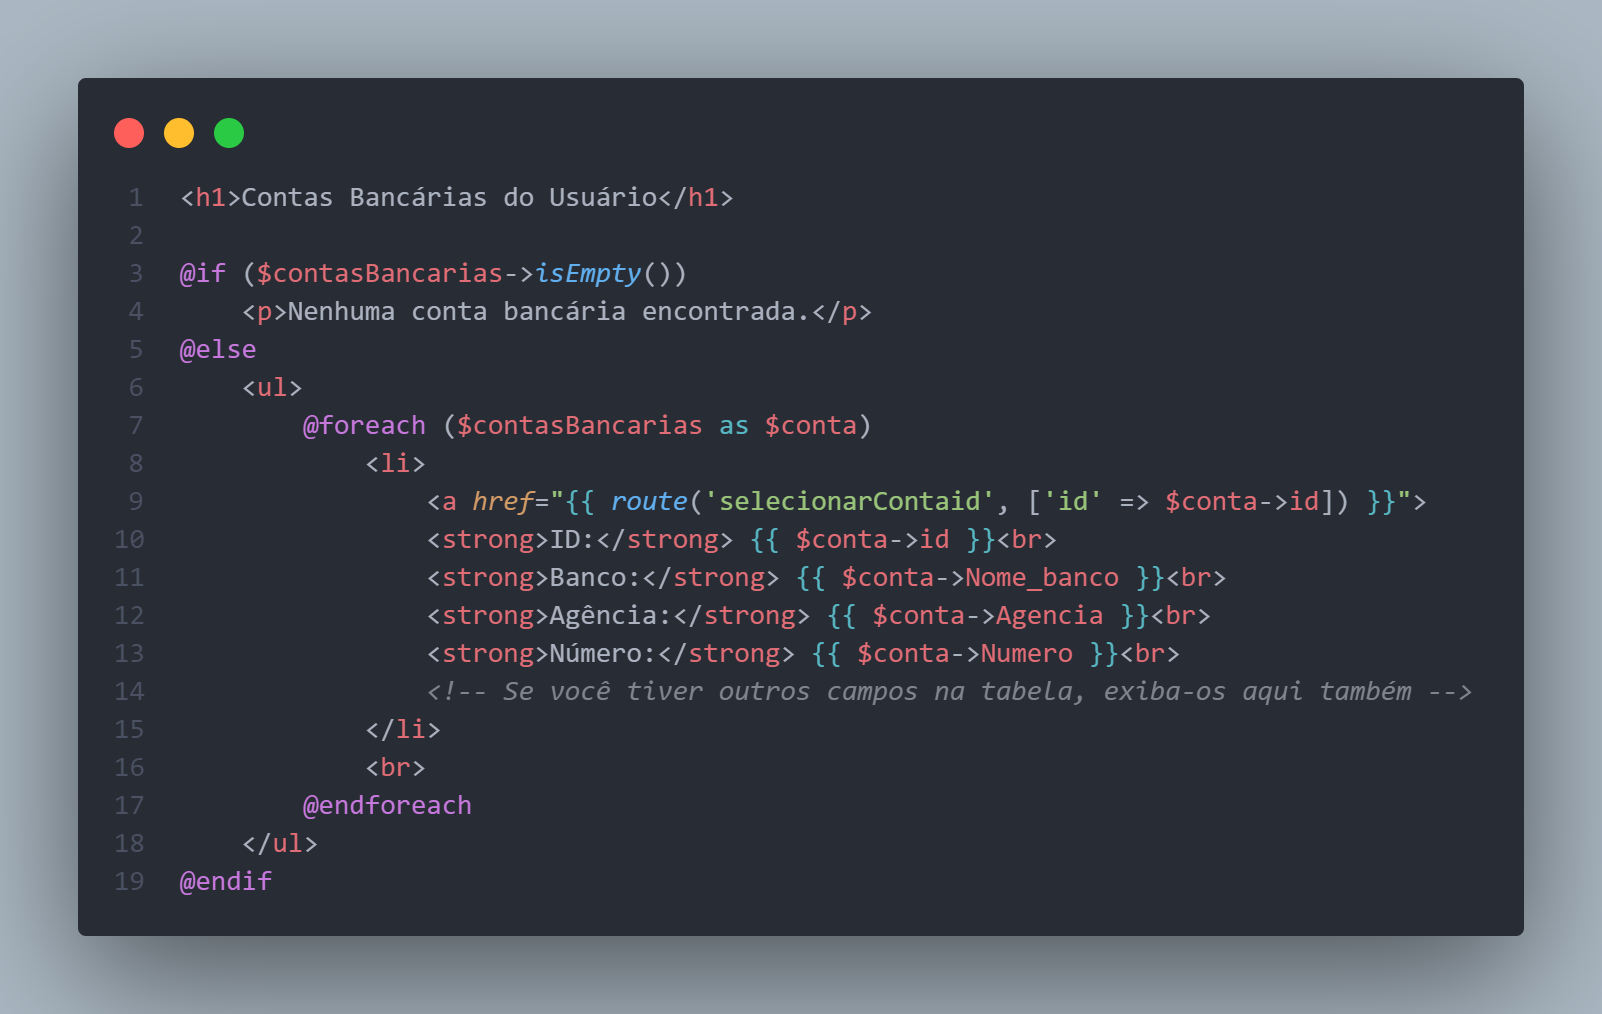 1 <h1>Contas Bancárias do Usuário</h1>
2
3 @if ($contasBancarias->isEmpty())
4     <p>Nenhuma conta bancária encontrada.</p>
5 @else
6     <ul>
7         @foreach ($contasBancarias as $conta)
8             <li>
9                 <a href="{{ route('selecionarContaid', ['id' => $conta->id]) }}">
10                 <strong>ID:</strong> {{ $conta->id }}<br>
11                 <strong>Banco:</strong> {{ $conta->Nome_banco }}<br>
12                 <strong>Agência:</strong> {{ $conta->Agencia }}<br>
13                 <strong>Número:</strong> {{ $conta->Numero }}<br>
14                 <!-- Se você tiver outros campos na tabela, exiba-os aqui também -->
15             </li>
16             <br>
17         @endforeach
18     </ul>
19 @endif